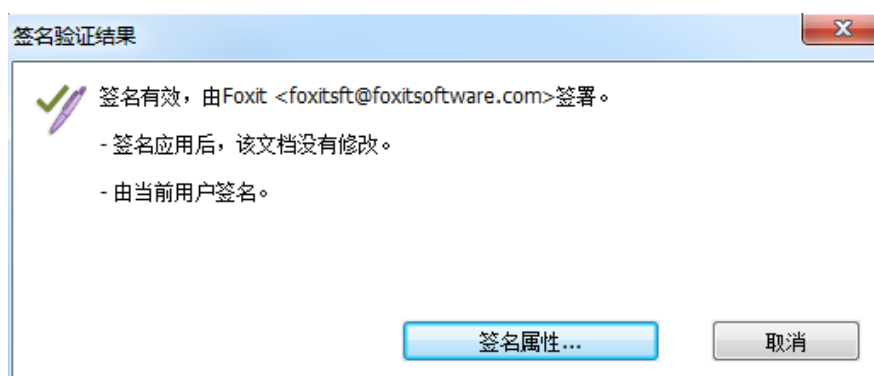 签名验证结果
签名有效，由Foxit <foxitsft@foxitsoftware.com>签署。
- 签名应用后，该文档没有修改。
- 由当前用户签名。
签名属性... 取消